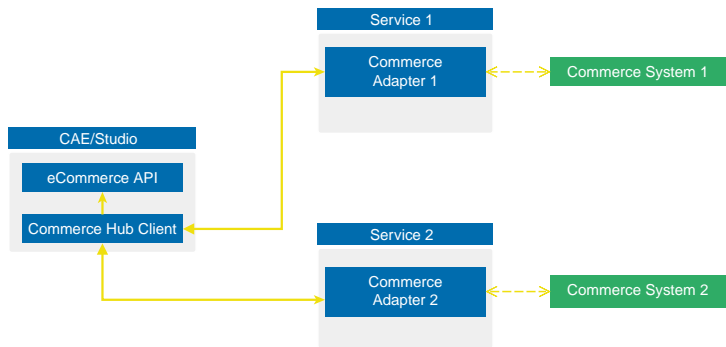 Service 1
Commerce
Adapter 1
Commerce System 1
CAE/Studio
eCommerce API
Commerce Hub Client
Service 2
Commerce
Adapter 2
Commerce System 2